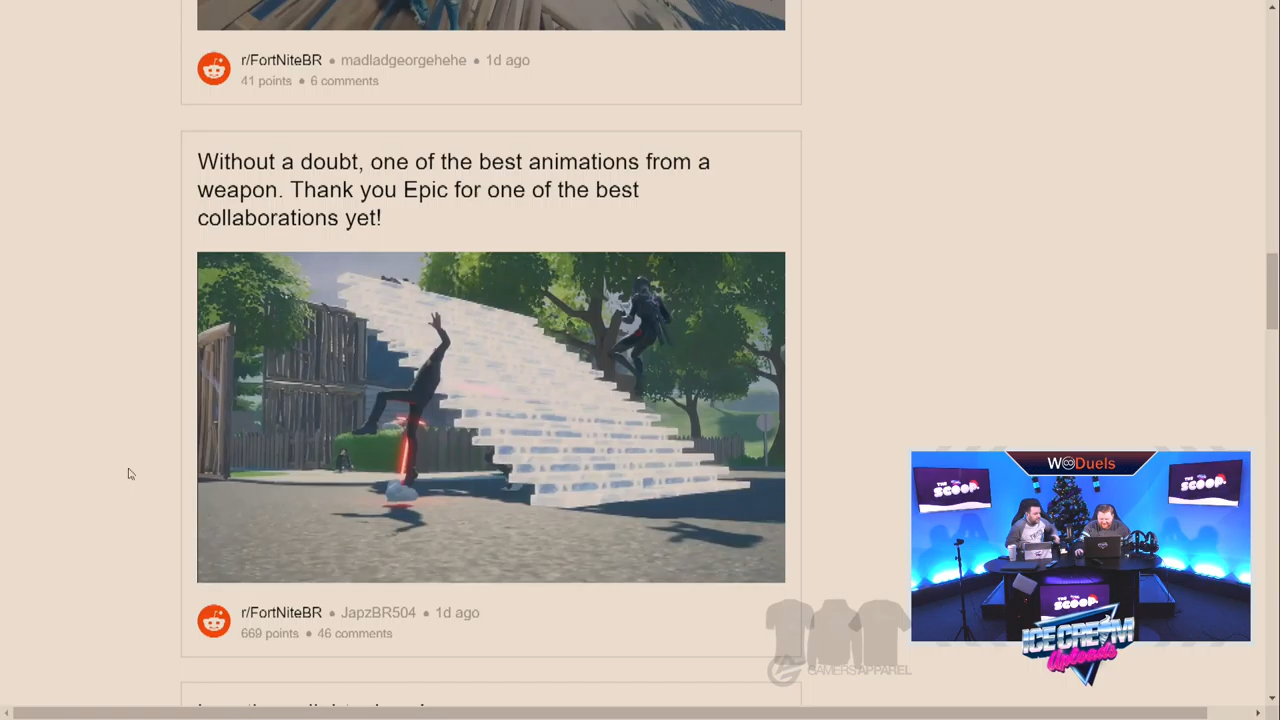 r/FortNiteBR • madladgeorgehehe • 1d ago
41 points • 6 comments
Without a doubt, one of the best animations from a
weapon. Thank you Epic for one of the best
collaborations yet!
r/FortNiteBR • JapzBR504 • 1d ago
669 points • 46 comments
W∞Duels
THE
SCOOP.
THE
SCOOP.
THE
SCOOP.
ICE CREAM
Uploads
GAMERSAPPAREL